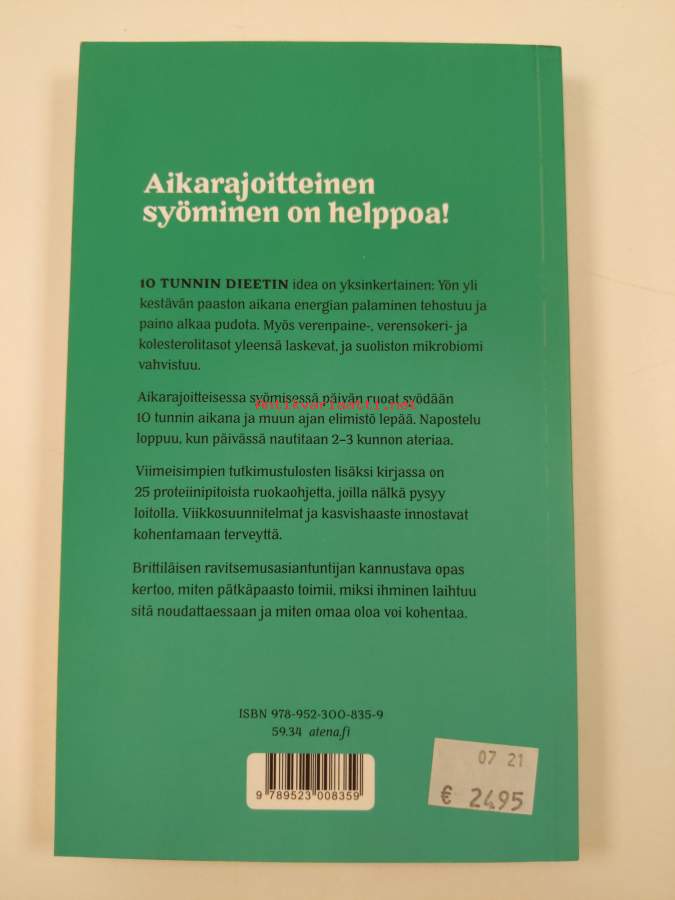 Aikarajoitteinen
syöminen on helppoa!
10 TUNNIN DIEETIN idea on yksinkertainen: Yön yli
kestävän paaston aikana energian palaminen tehostuu ja
paino alkaa pudota. Myös verenpaine-, verensokeri- ja
kolesterolitasot yleensä laskevat, ja suoliston mikrobiomi
vahvistuu.
Aikarajoitteisessa syömisessä päivän ruoat syödään
antikvariaatti.net
10 tunnin aikana ja muun ajan elimistö lepää. Napostelu
loppuu, kun päivässä nautitaan 2–3 kunnon ateriaa.
Viimeisimpien tutkimustulosten lisäksi kirjassa on
25 proteiinipitoista ruokaohjetta, joilla nälkä pysyy
loitolla. Viikkosuunnitelmat ja kasvishaaste innostavat
kohentamaan terveyttä.
Brittiläisen ravitsemusasiantuntijan kannustava opas
kertoo, miten pätkäpaasto toimii, miksi ihminen laihtuu
sitä noudattaessaan ja miten omaa oloa voi kohentaa.
ISBN 978-952-300-835-9
59.34 atena.fi
9 789523 008359
07 21
€ 24,95